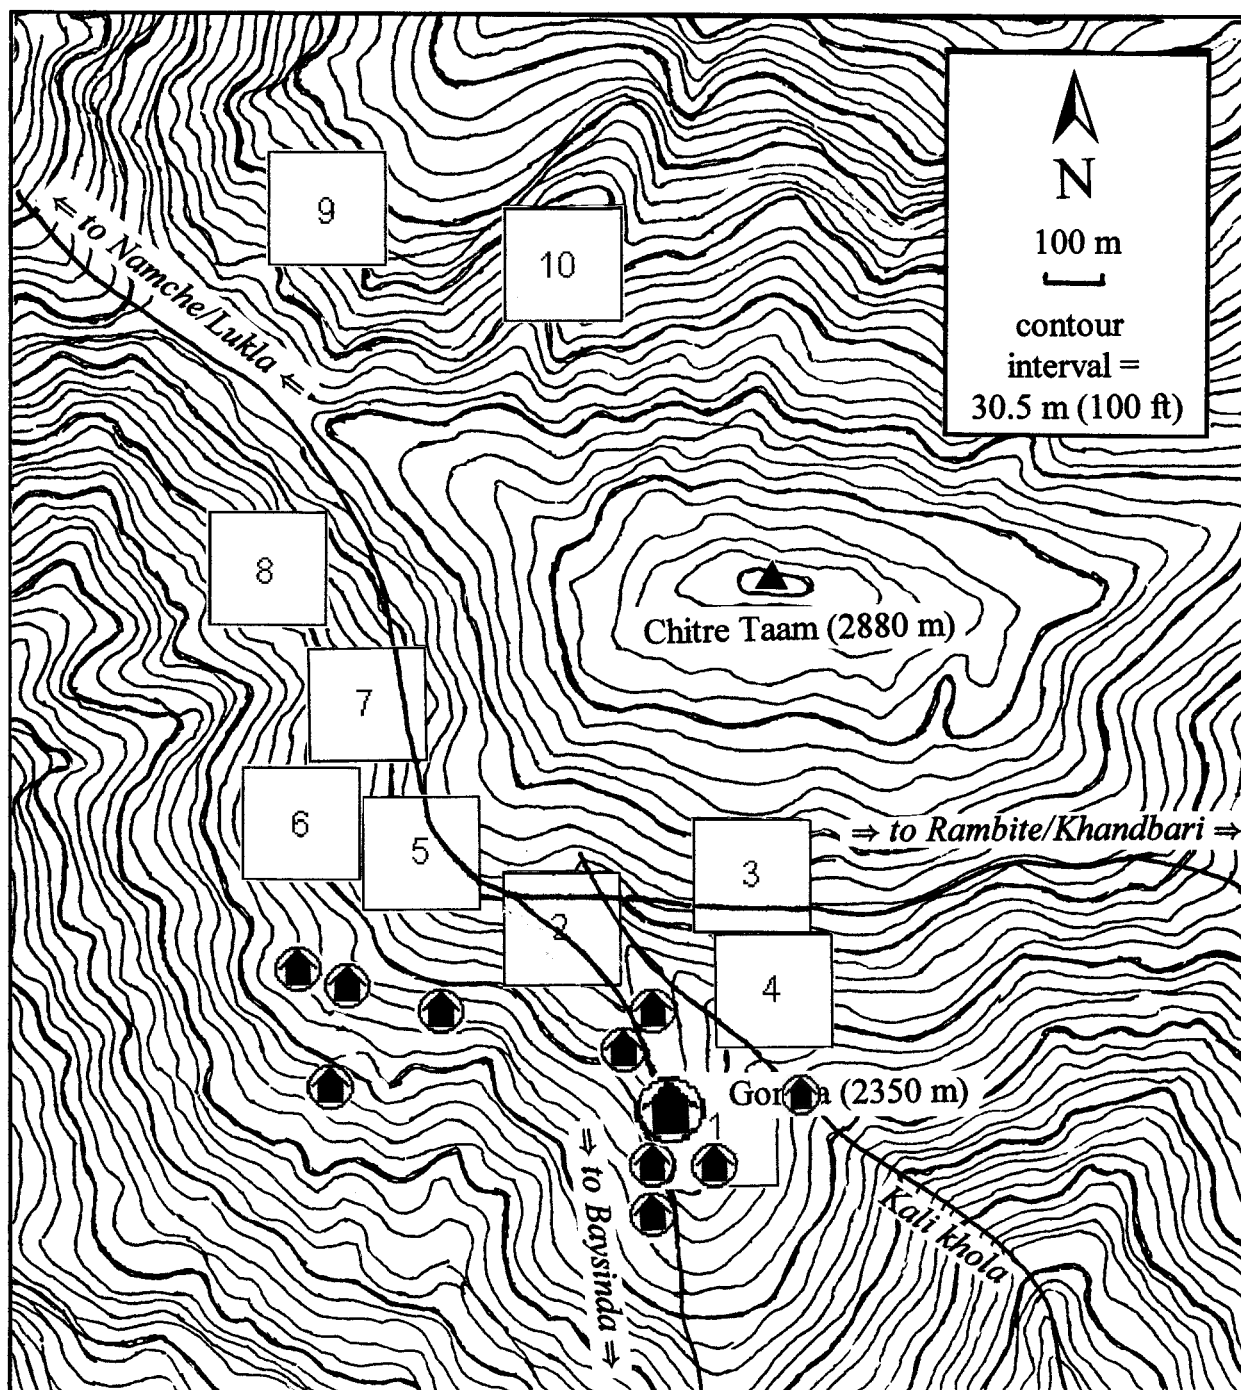 N
100 m
contour
interval =
30.5 m (100 ft)
9
10
⇐ to Namche/Lukla ⇐
8
Chitre Taam (2880 m)
7
6
5
3
⇒ to Rambite/Khandbari ⇒
2
4
(2350 m)
1
⇒ to Baysinda ⇒
Kali khola